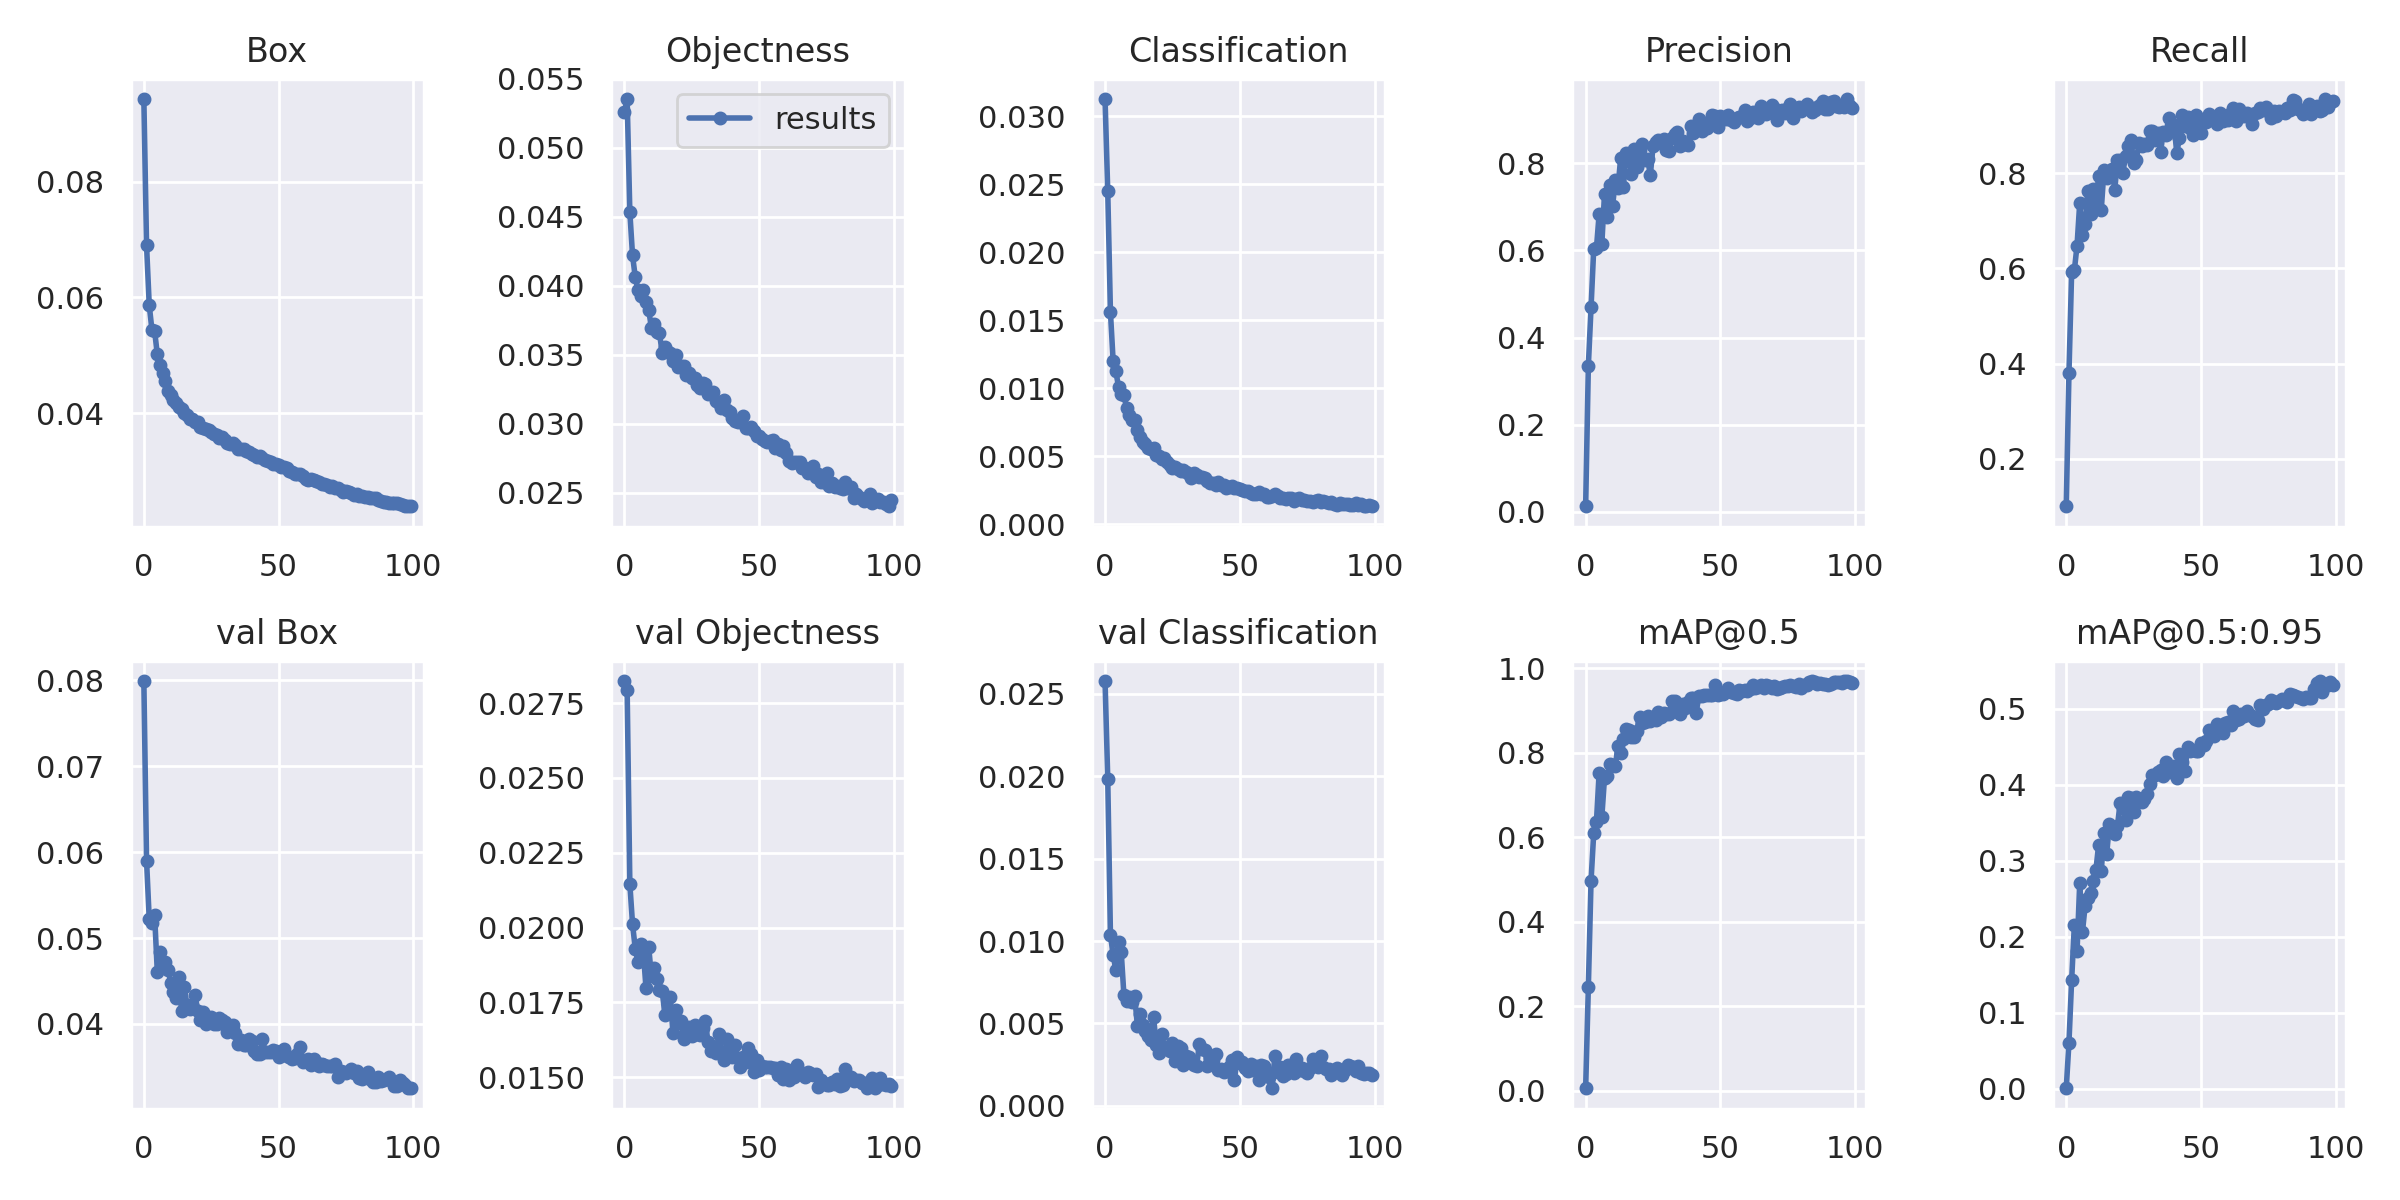 Box
Objectness
Classification
Precision
Recall
0.08
0.06
0.04
0 50 100
0.055
0.050
0.045
0.040
0.035
0.030
0.025
results
0 50 100
0.030
0.025
0.020
0.015
0.010
0.005
0.000
0 50 100
0.8
0.6
0.4
0.2
0.0
0 50 100
0.8
0.6
0.4
0.2
0 50 100
val Box
val Objectness
val Classification
mAP@0.5
mAP@0.5:0.95
0.08
0.07
0.06
0.05
0.04
0 50 100
0.0275
0.0250
0.0225
0.0200
0.0175
0.0150
0 50 100
0.025
0.020
0.015
0.010
0.005
0.000
0 50 100
1.0
0.8
0.6
0.4
0.2
0.0
0 50 100
0.5
0.4
0.3
0.2
0.1
0.0
0 50 100